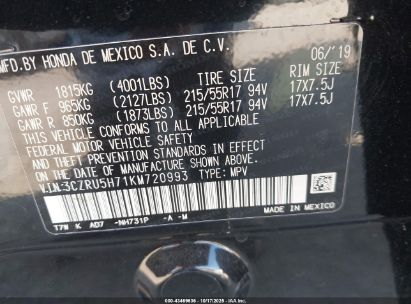 MFD.BY HONDA DE MEXICO S.A. DE C.V.
06/'19
GVWR 1815KG (4001LBS) TIRE SIZE RIM SIZE
GAWR F 965KG (2127LBS) 215/55R17 94V 17X7.5J
GAWR R 850KG (1873LBS) 215/55R17 94V 17X7.5J
THIS VEHICLE CONFORMS TO ALL APPLICABLE
FEDERAL MOTOR VEHICLE SAFETY, BUMPER AND
THEFT PREVENTION STANDARDS IN EFFECT ON
THE DATE OF MANUFACTURE SHOWN ABOVE.
V.I.N.3CZRU5H71KM720993 TYPE: MPV
T7W K AD7 -NH731P -A -M
MADE IN MEXICO